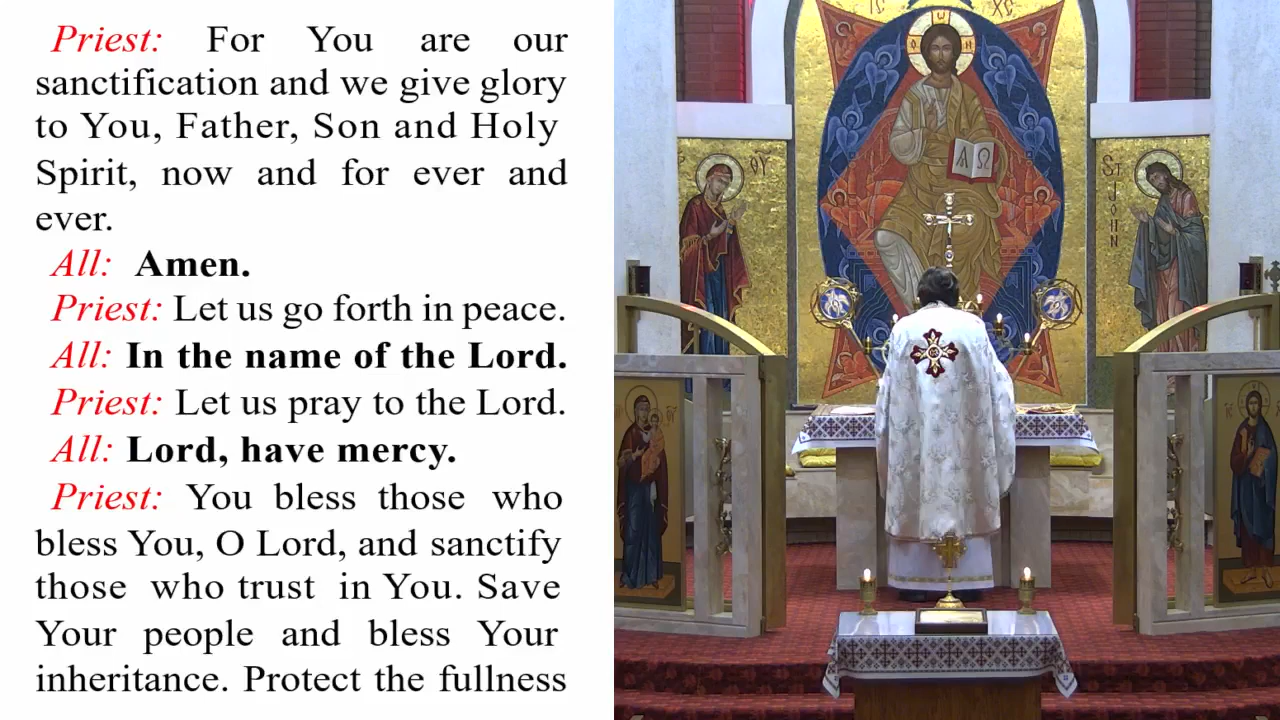 Priest: For You are our
sanctification and we give glory
to You, Father, Son and Holy
Spirit, now and for ever and
ever.
All: Amen.
Priest: Let us go forth in peace.
All: In the name of the Lord.
Priest: Let us pray to the Lord.
All: Lord, have mercy.
Priest: You bless those who
bless You, O Lord, and sanctify
those who trust in You. Save
Your people and bless Your
inheritance. Protect the fullness
IC XC
Α Ω
ΘΥ
ST
JOHN